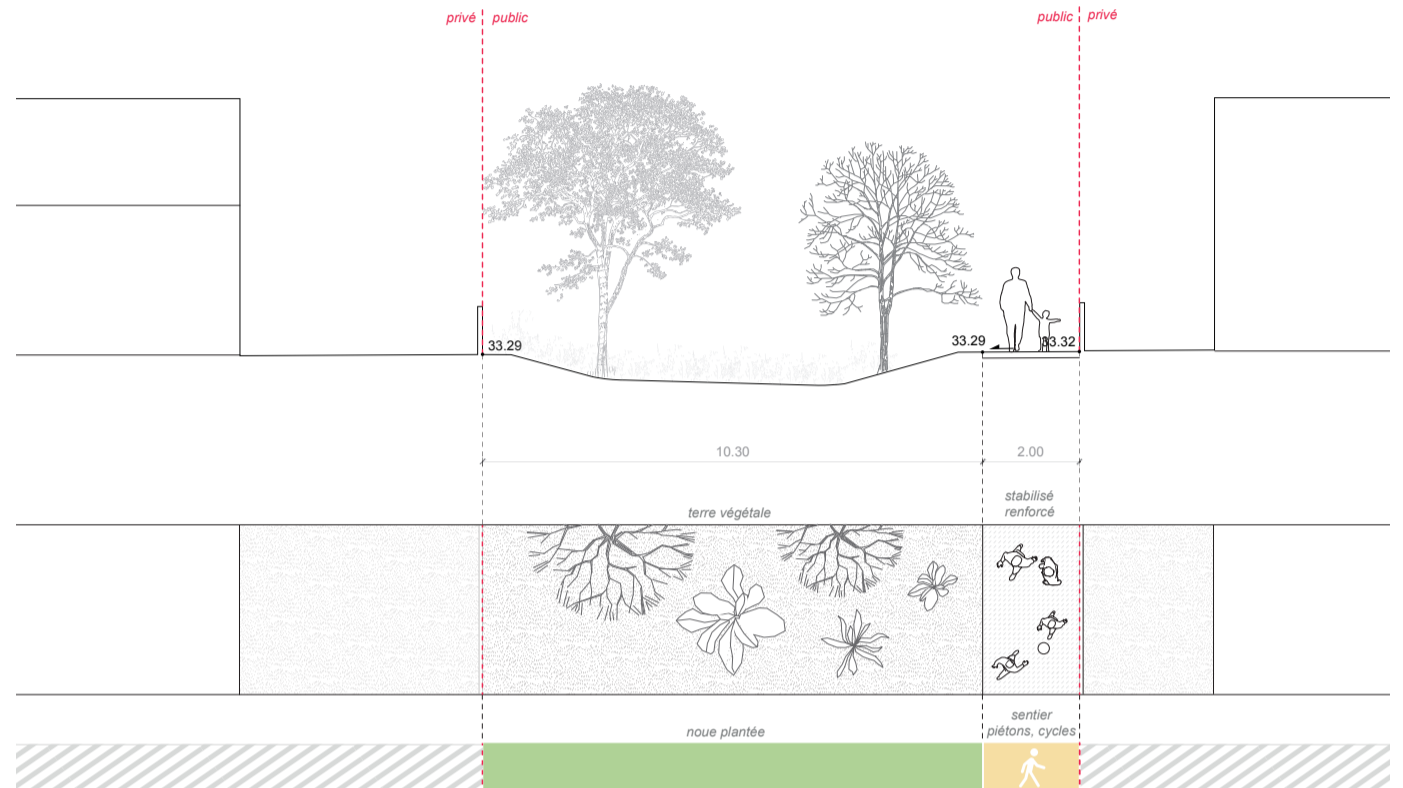 privé public
public privé
33.29
33.29
33.32
10.30
2.00
stabilisé
renforcé
terre végétale
sentier
piétons, cycles
noue plantée